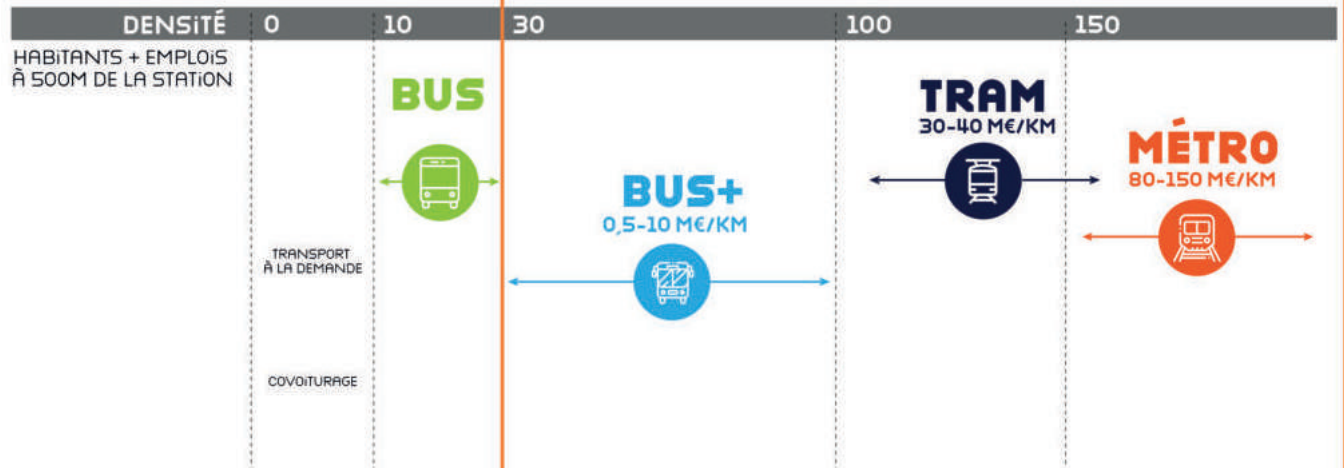 DENSiTÉ 0 10 30 100 150
HABiTANTS + EMPLOiS
À 500M DE LA STATiON
BUS
TRAM
30-40 M€/KM
MÉTRO
80-150 M€/KM
BUS+
0,5-10 M€/KM
TRANSPORT
À LA DEMANDE
COVOiTURAGE